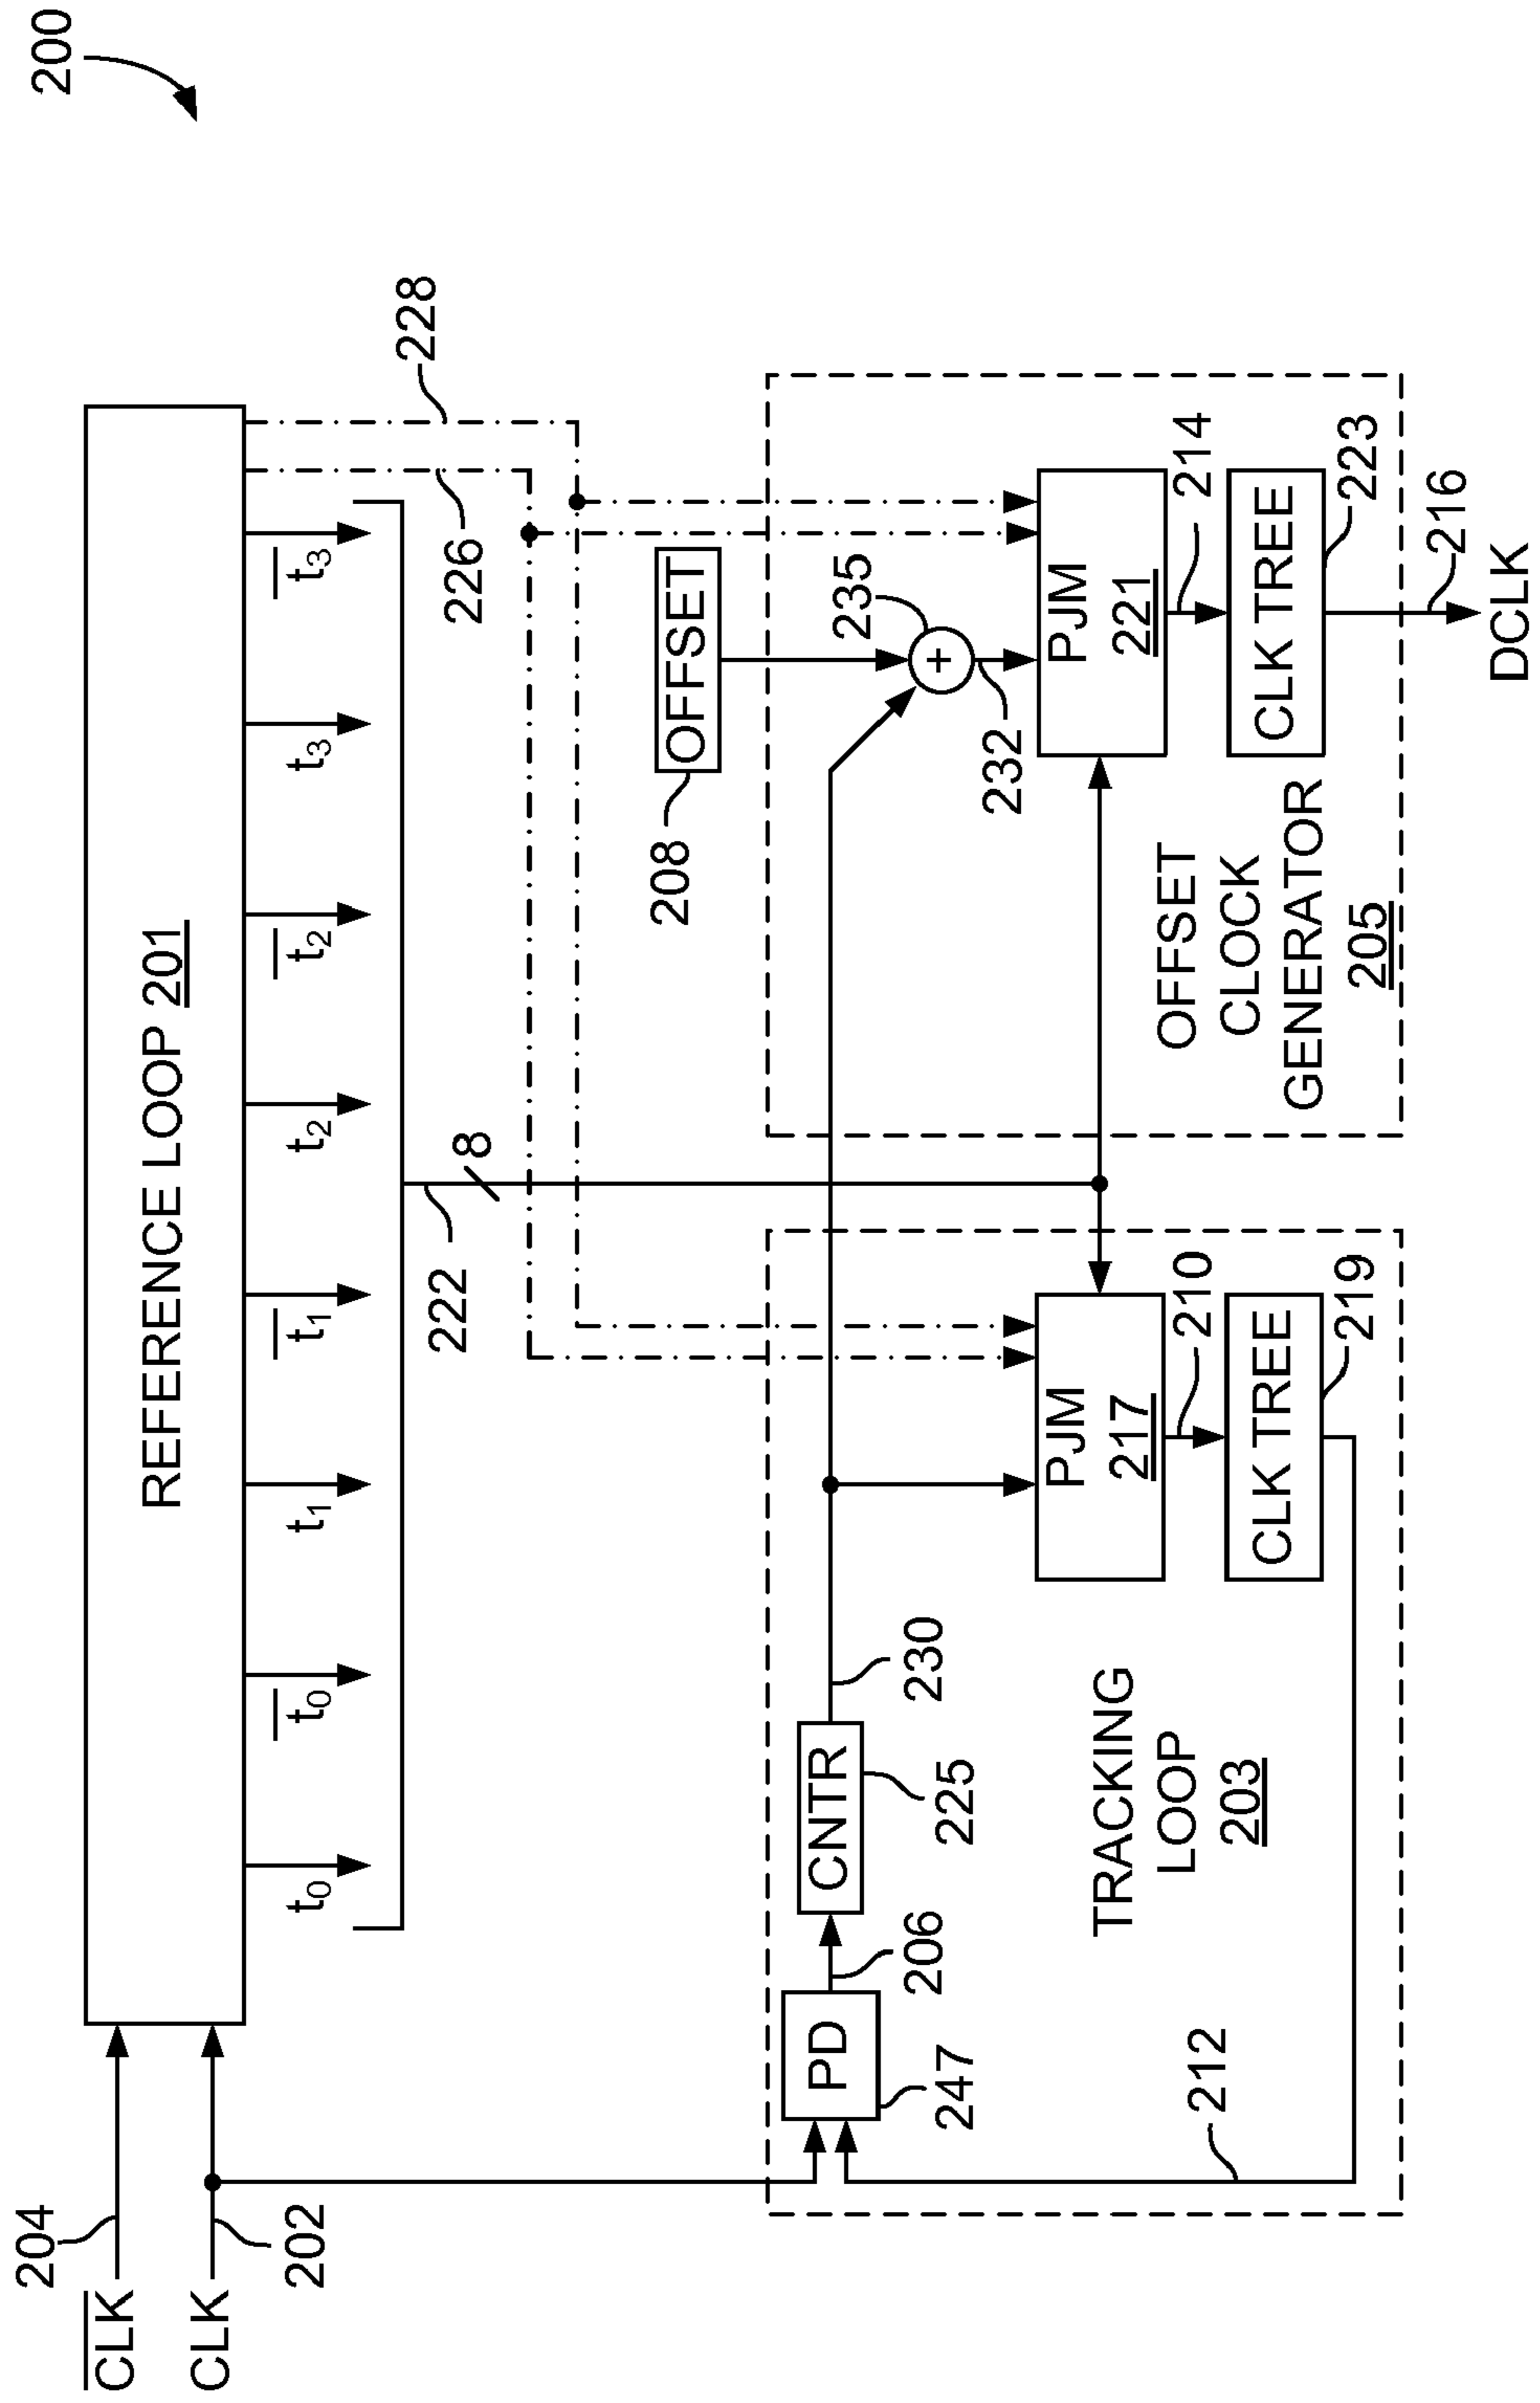 200
204
CLK
CLK
202
REFERENCE LOOP 201
t0
t0
t1
t1
t2
t2
t3
t3
222
8
226
228
208
OFFSET
PD
247
206
CNTR
225
230
235
+
232
PJM
217
210
CLK TREE
219
212
TRACKING
LOOP
203
PJM
221
214
CLK TREE
223
216
DCLK
OFFSET
CLOCK
GENERATOR
205